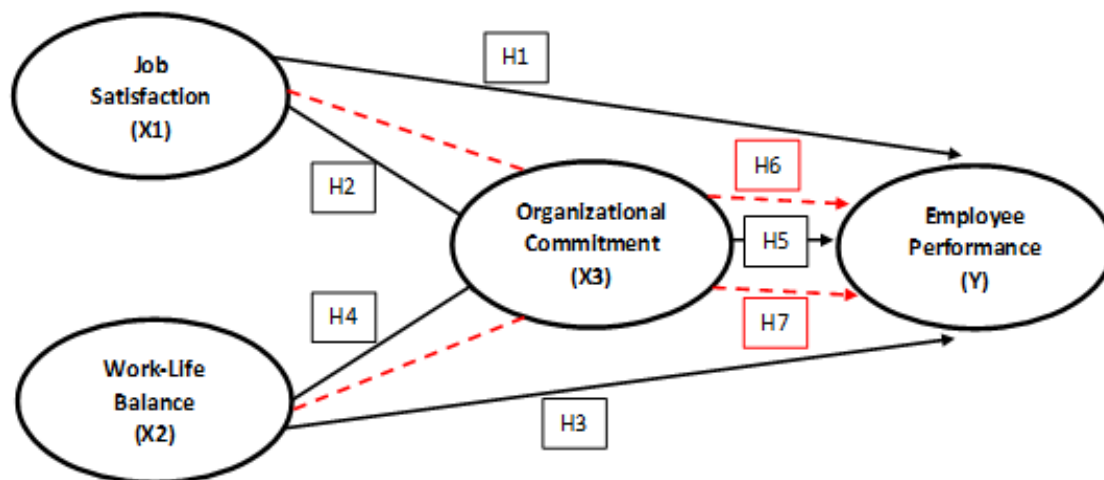 Job
Satisfaction
(X1)
H1
H2
H6
Organizational
Commitment
(X3)
H5
Employee
Performance
(Y)
H4
H7
Work-Life
Balance
(X2)
H3